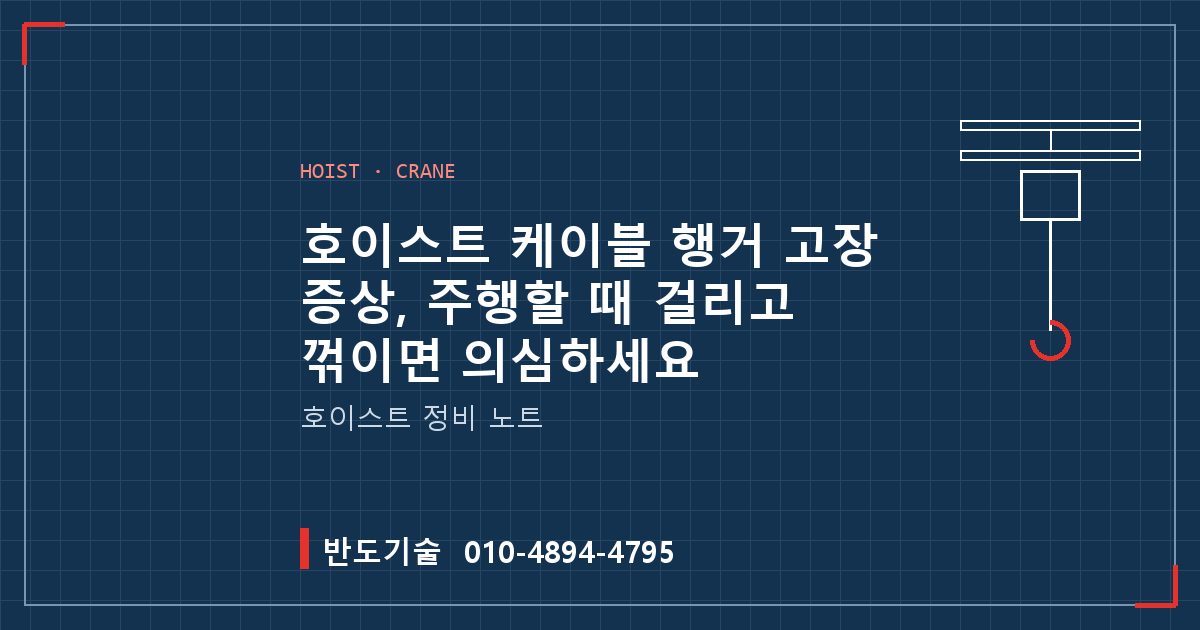 HOIST · CRANE
호이스트 케이블 행거 고장
증상, 주행할 때 걸리고
꺾이면 의심하세요
호이스트 정비 노트
반도기술 010-4894-4795